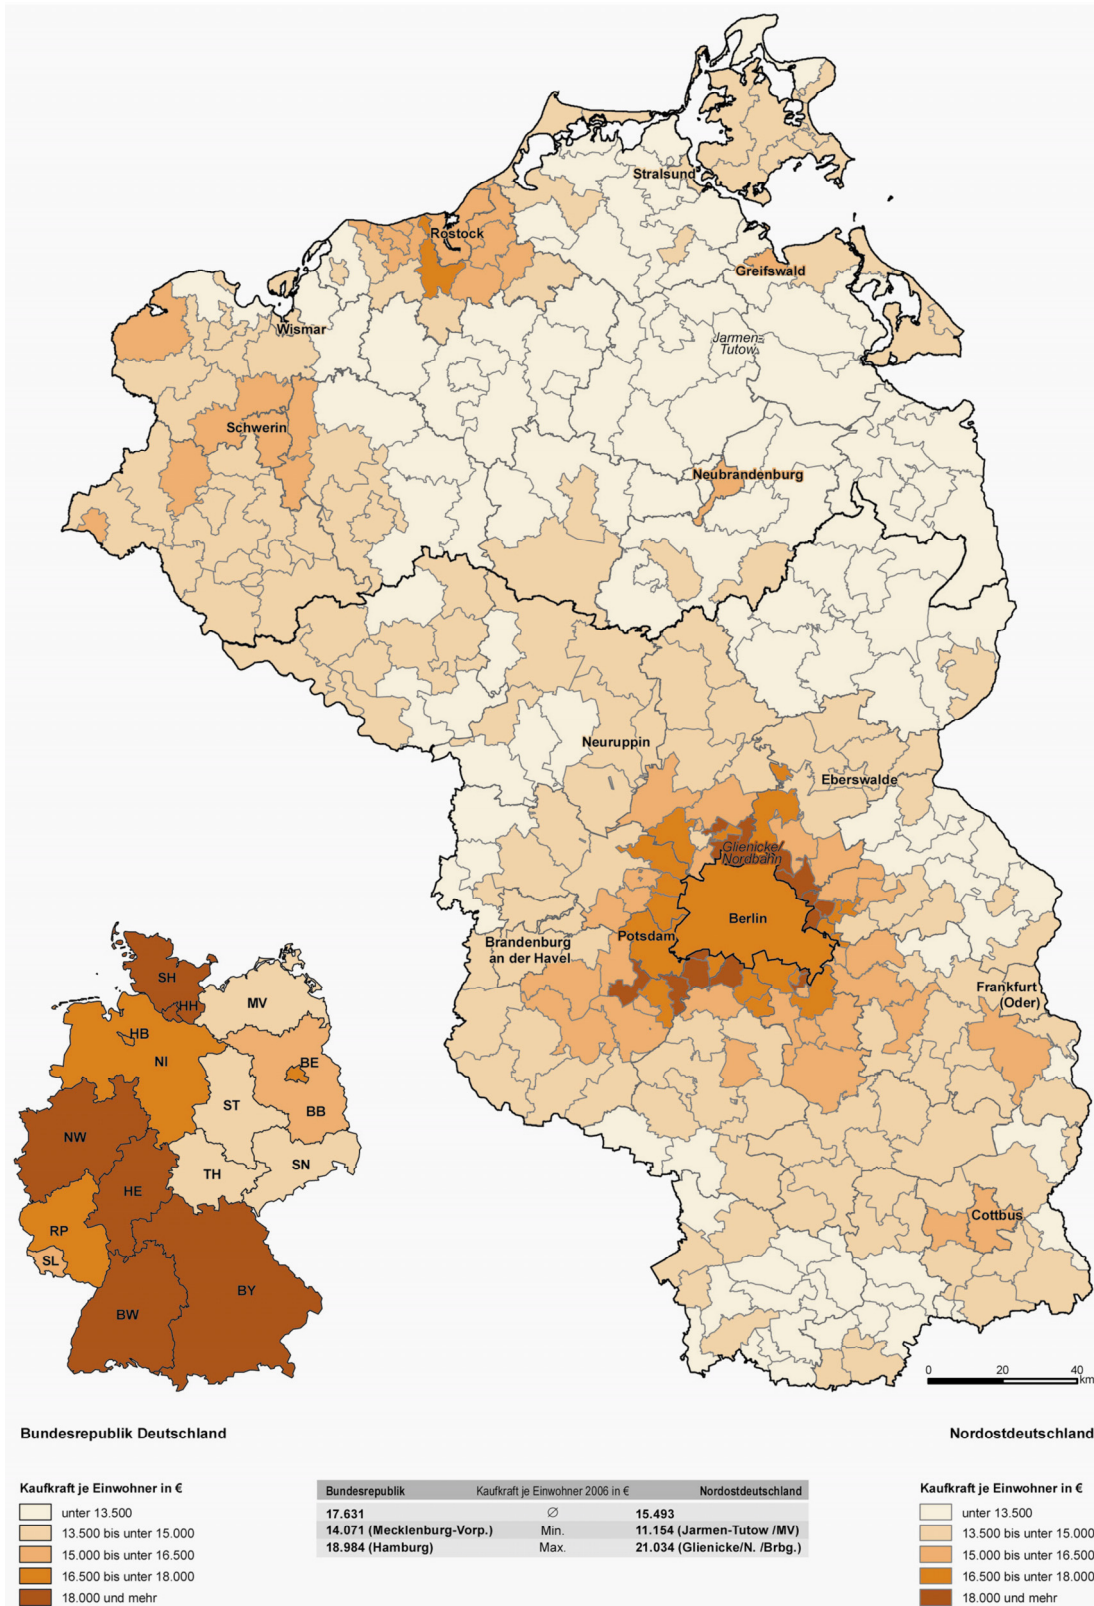 Stralsund
Rostock
Greifswald
Wismar
Jarmen-
Tutow
Schwerin
Neubrandenburg
Neuruppin
Eberswalde
Glienicke/
Nordbahn
Berlin
Potsdam
Brandenburg
an der Havel
Frankfurt
(Oder)
Cottbus
SH
HH
MV
HB
NI
BE
BB
ST
NW
TH
SN
HE
RP
SL
BY
BW
0 20 40
km
Bundesrepublik Deutschland
Nordostdeutschland
Kaufkraft je Einwohner in €
unter 13.500
13.500 bis unter 15.000
15.000 bis unter 16.500
16.500 bis unter 18.000
18.000 und mehr
Bundesrepublik Kaufkraft je Einwohner 2006 in € Nordostdeutschland
17.631 Ø 15.493
14.071 (Mecklenburg-Vorp.) Min. 11.154 (Jarmen-Tutow /MV)
18.984 (Hamburg) Max. 21.034 (Glienicke/N. /Brbg.)
Kaufkraft je Einwohner in €
unter 13.500
13.500 bis unter 15.000
15.000 bis unter 16.500
16.500 bis unter 18.000
18.000 und mehr